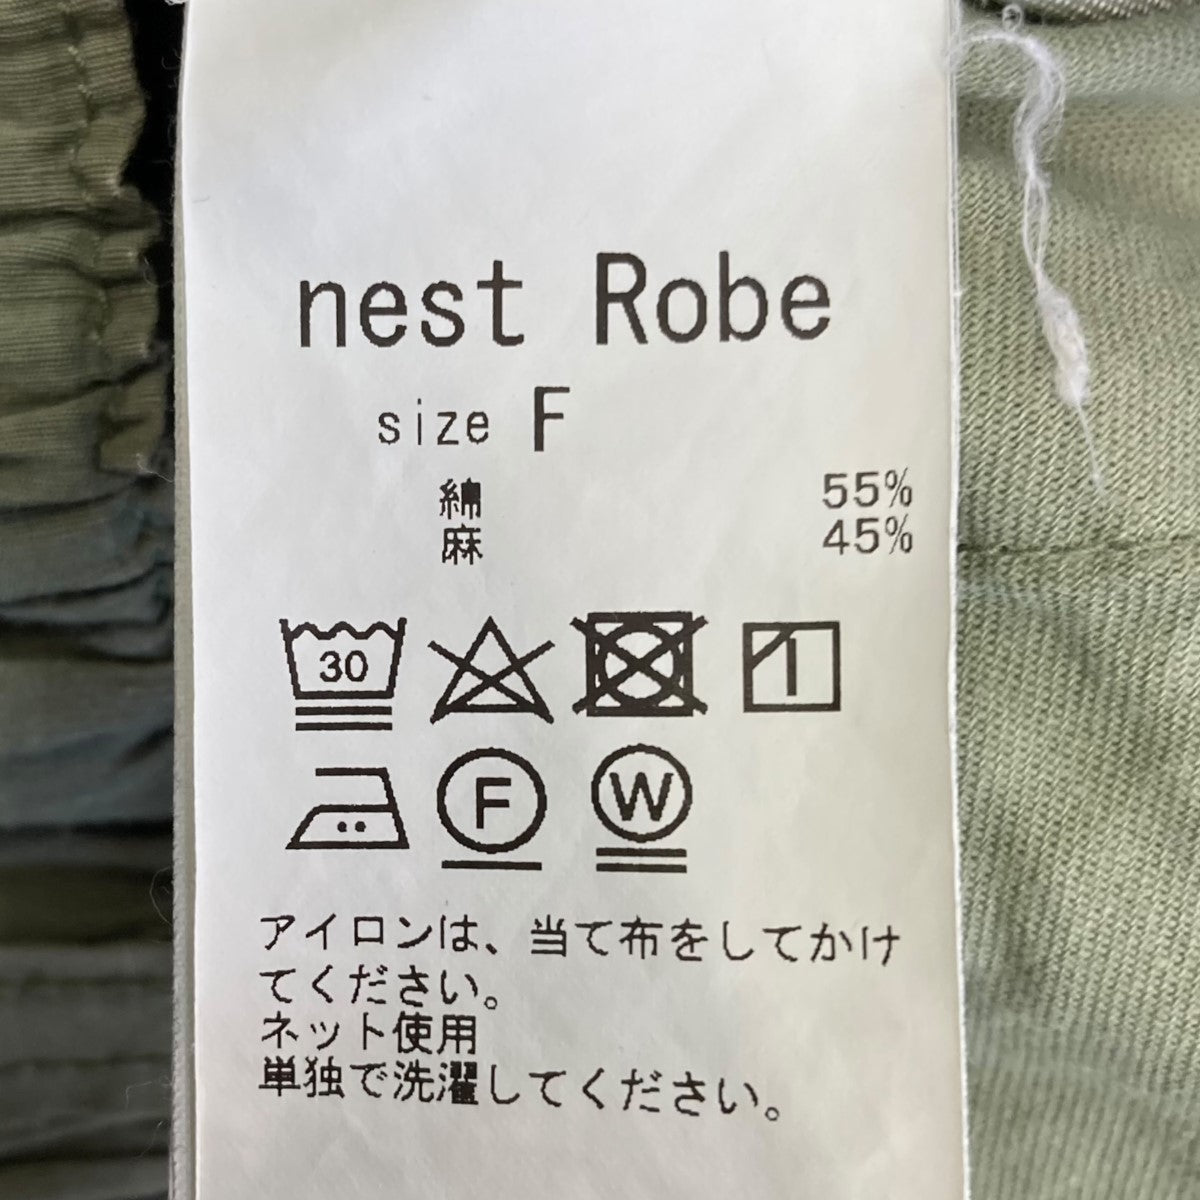 nest Robe
size F
綿 55%
麻 45%
30
F W
アイロンは、当て布をしてかけ
てください。
ネット使用
単独で洗濯してください。